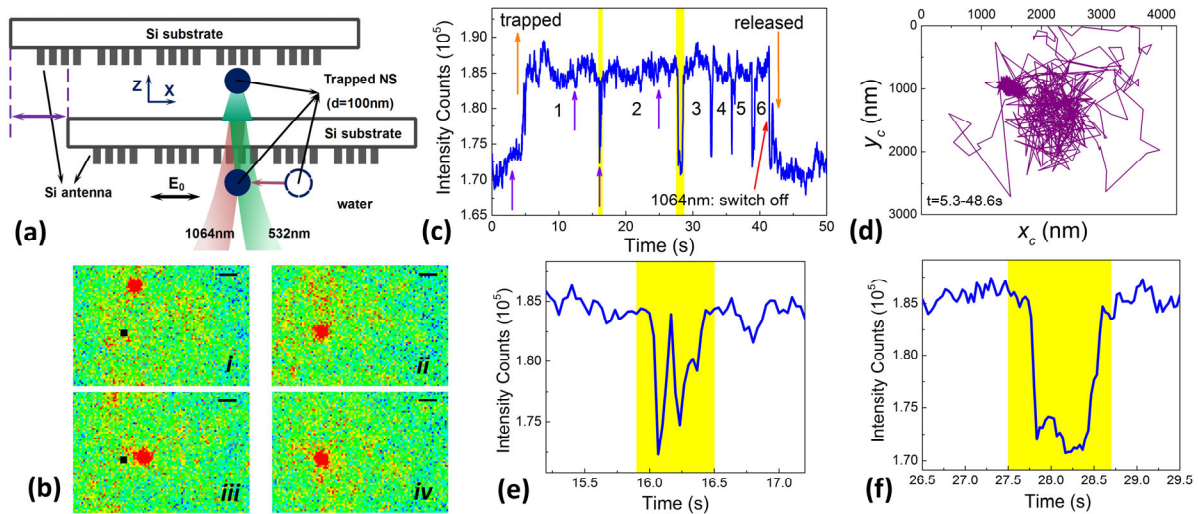 Si substrate
Z
X
Trapped NS
(d=100nm)
Si substrate
Si antenna
E0
water
1064nm
532nm
(a)
i
ii
iii
iv
(b)
Intensity Counts (10^5)
1.90
1.85
1.80
1.75
1.70
1.65
trapped
released
1
2
3
4
5
6
1064nm: switch off
0 10 20 30 40 50
Time (s)
(c)
0 1000 2000 3000 4000
y_c (nm)
0
1000
2000
3000
t=5.3-48.6s
x_c (nm)
(d)
Intensity Counts (10^5)
1.85
1.80
1.75
15.5 16.0 16.5 17.0
Time (s)
(e)
Intensity Counts (10^5)
1.85
1.80
1.75
1.70
26.5 27.0 27.5 28.0 28.5 29.0 29.5
Time (s)
(f)